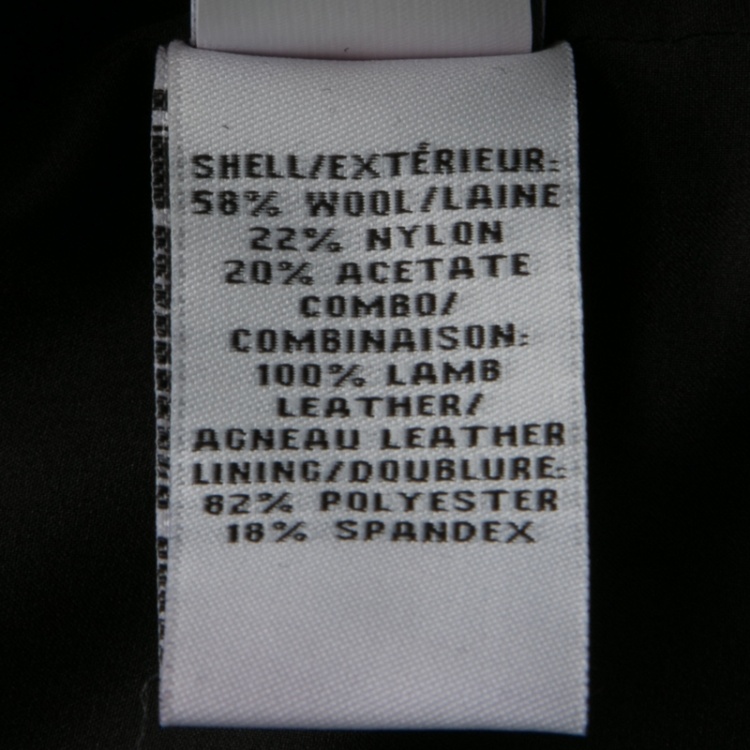 SHELL/EXTÉRIEUR:
58% WOOL/LAINE
22% NYLON
20% ACETATE
COMBO/
COMBINAISON:
100% LAMB
LEATHER/
AGNEAU LEATHER
LINING/DOUBLURE:
82% POLYESTER
18% SPANDEX